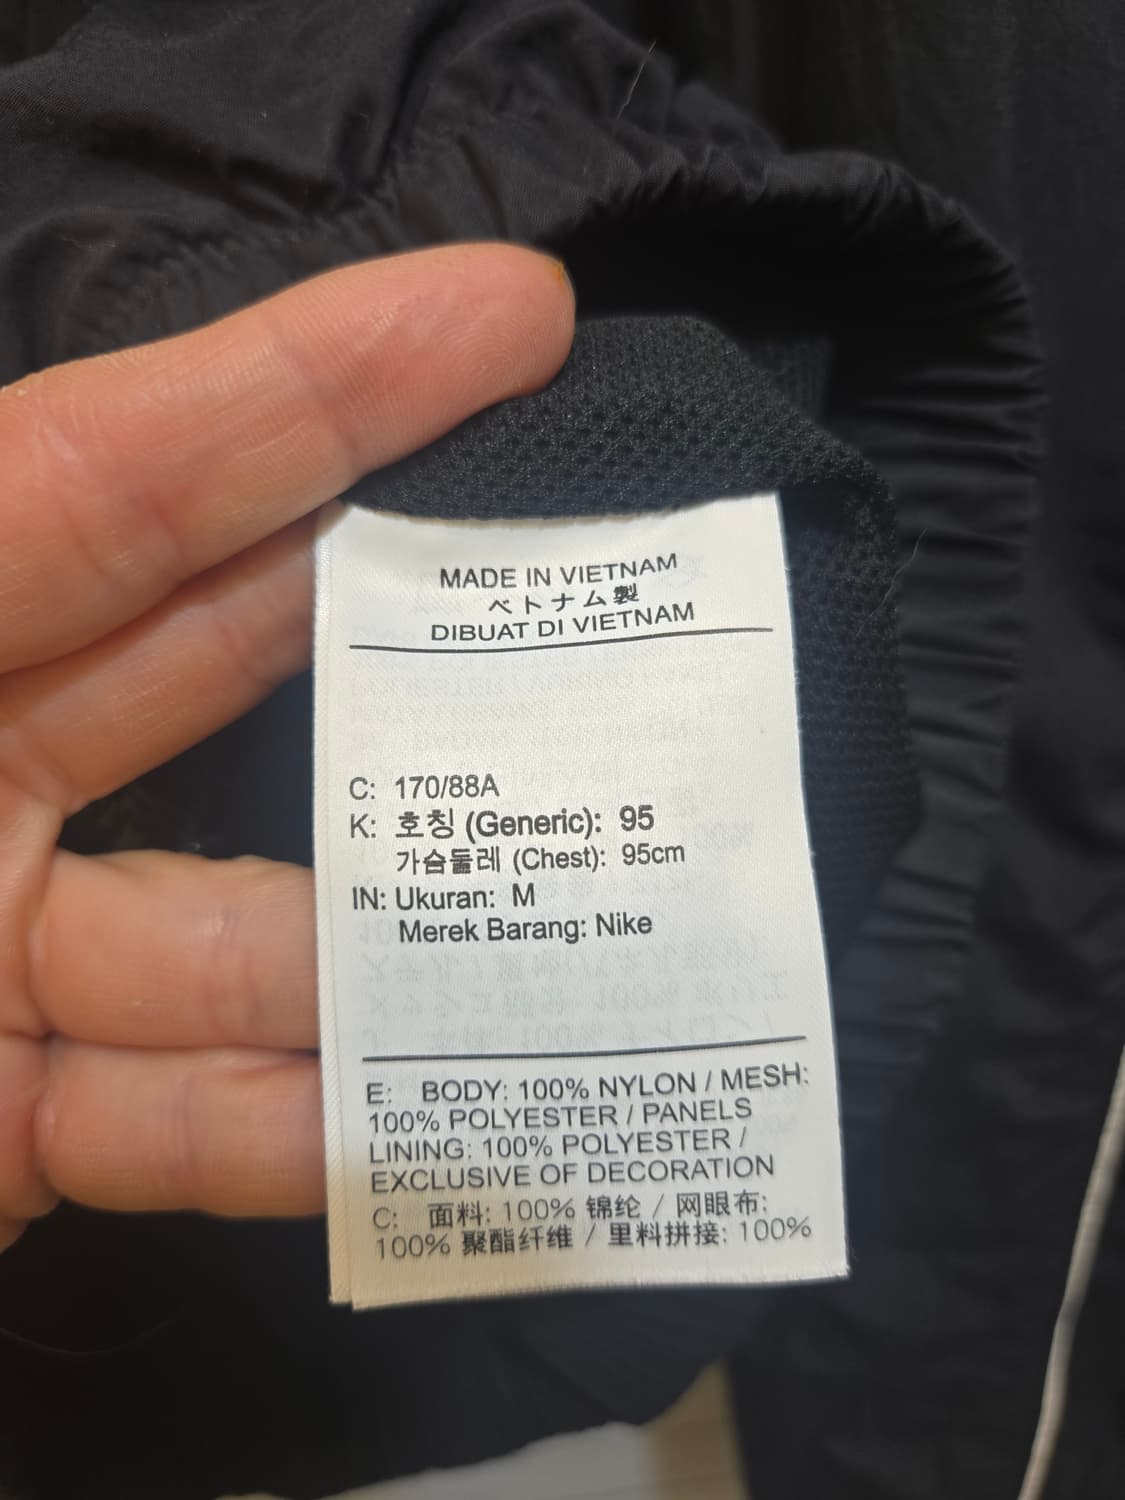 MADE IN VIETNAM
ベトナム製
DIBUAT DI VIETNAM
C: 170/88A
K: 호칭 (Generic): 95
가슴둘레 (Chest): 95cm
IN: Ukuran: M
Merek Barang: Nike
E: BODY: 100% NYLON / MESH:
100% POLYESTER / PANELS
LINING: 100% POLYESTER /
EXCLUSIVE OF DECORATION
C: 面料: 100% 锦纶 / 网眼布:
100% 聚酯纤维 / 里料拼接: 100%